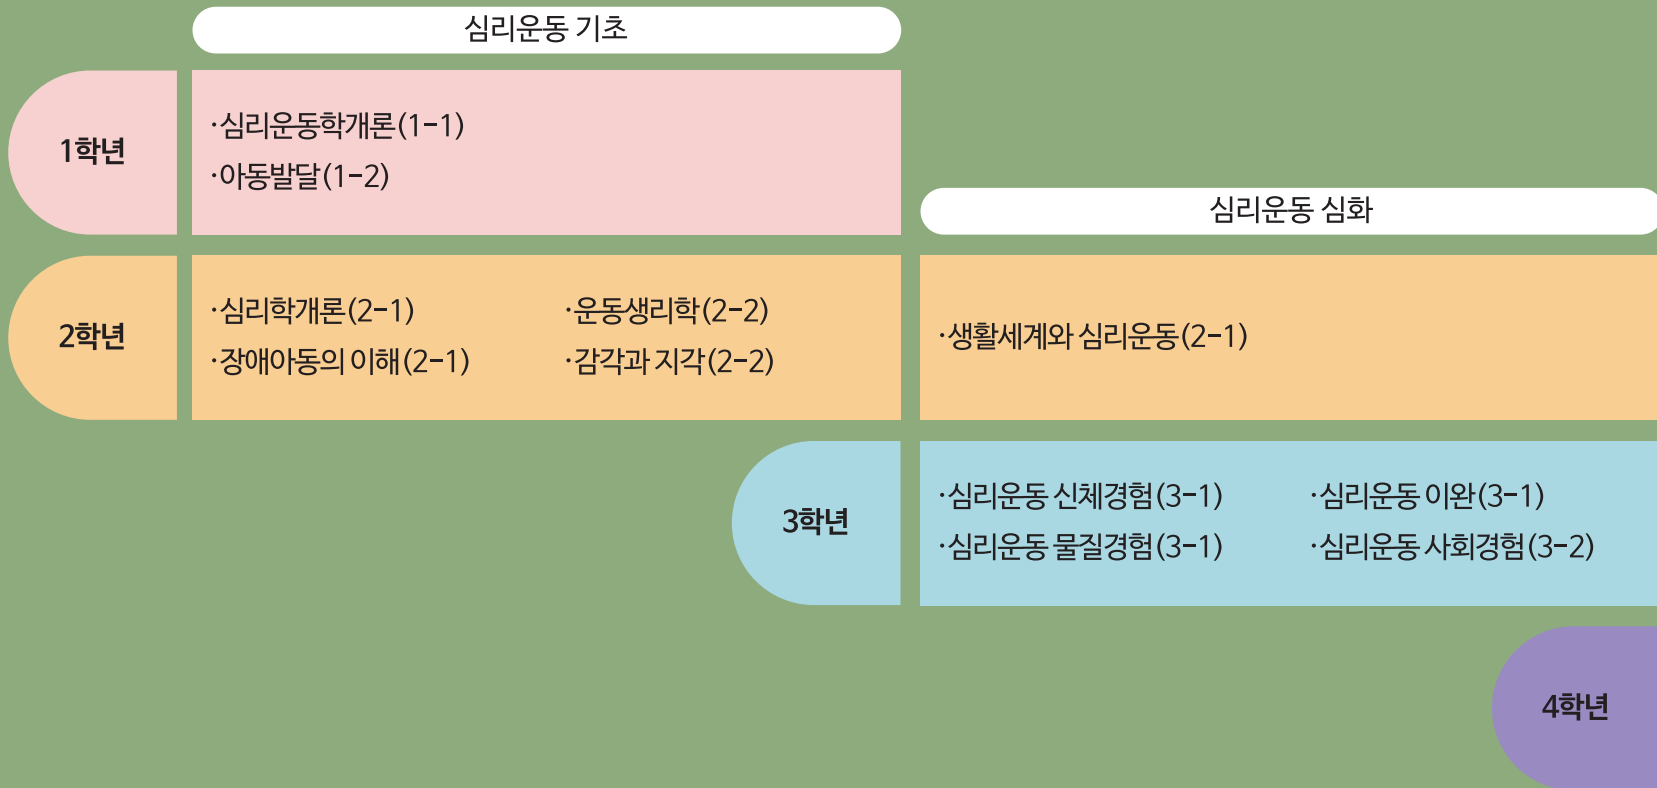 심리운동 기초
1학년
·심리운동학개론(1-1)
·아동발달(1-2)
심리운동 심화
2학년
·심리학개론(2-1)
·장애아동의 이해(2-1)
·운동생리학(2-2)
·감각과 지각(2-2)
·생활세계와 심리운동(2-1)
3학년
·심리운동 신체경험(3-1)
·심리운동 물질경험(3-1)
·심리운동 이완(3-1)
·심리운동 사회경험(3-2)
4학년